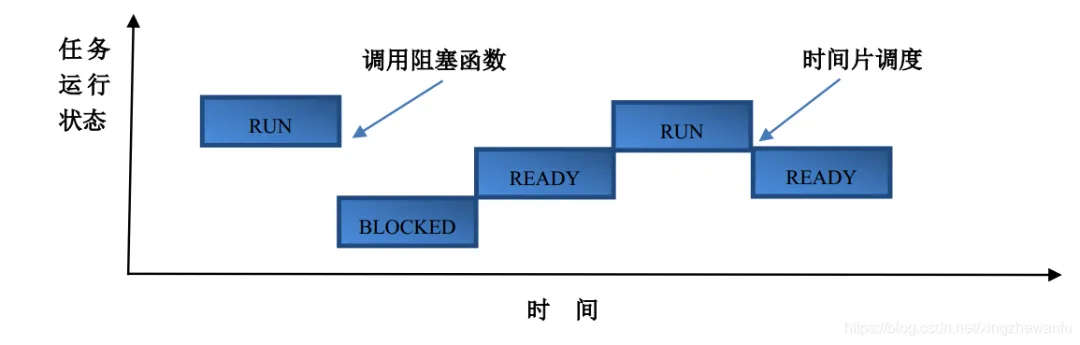 任务
运行
状态
调用阻塞函数
时间片调度
RUN
RUN
READY
READY
BLOCKED
时 间
https://blog.csdn.net/xingzhewanfu